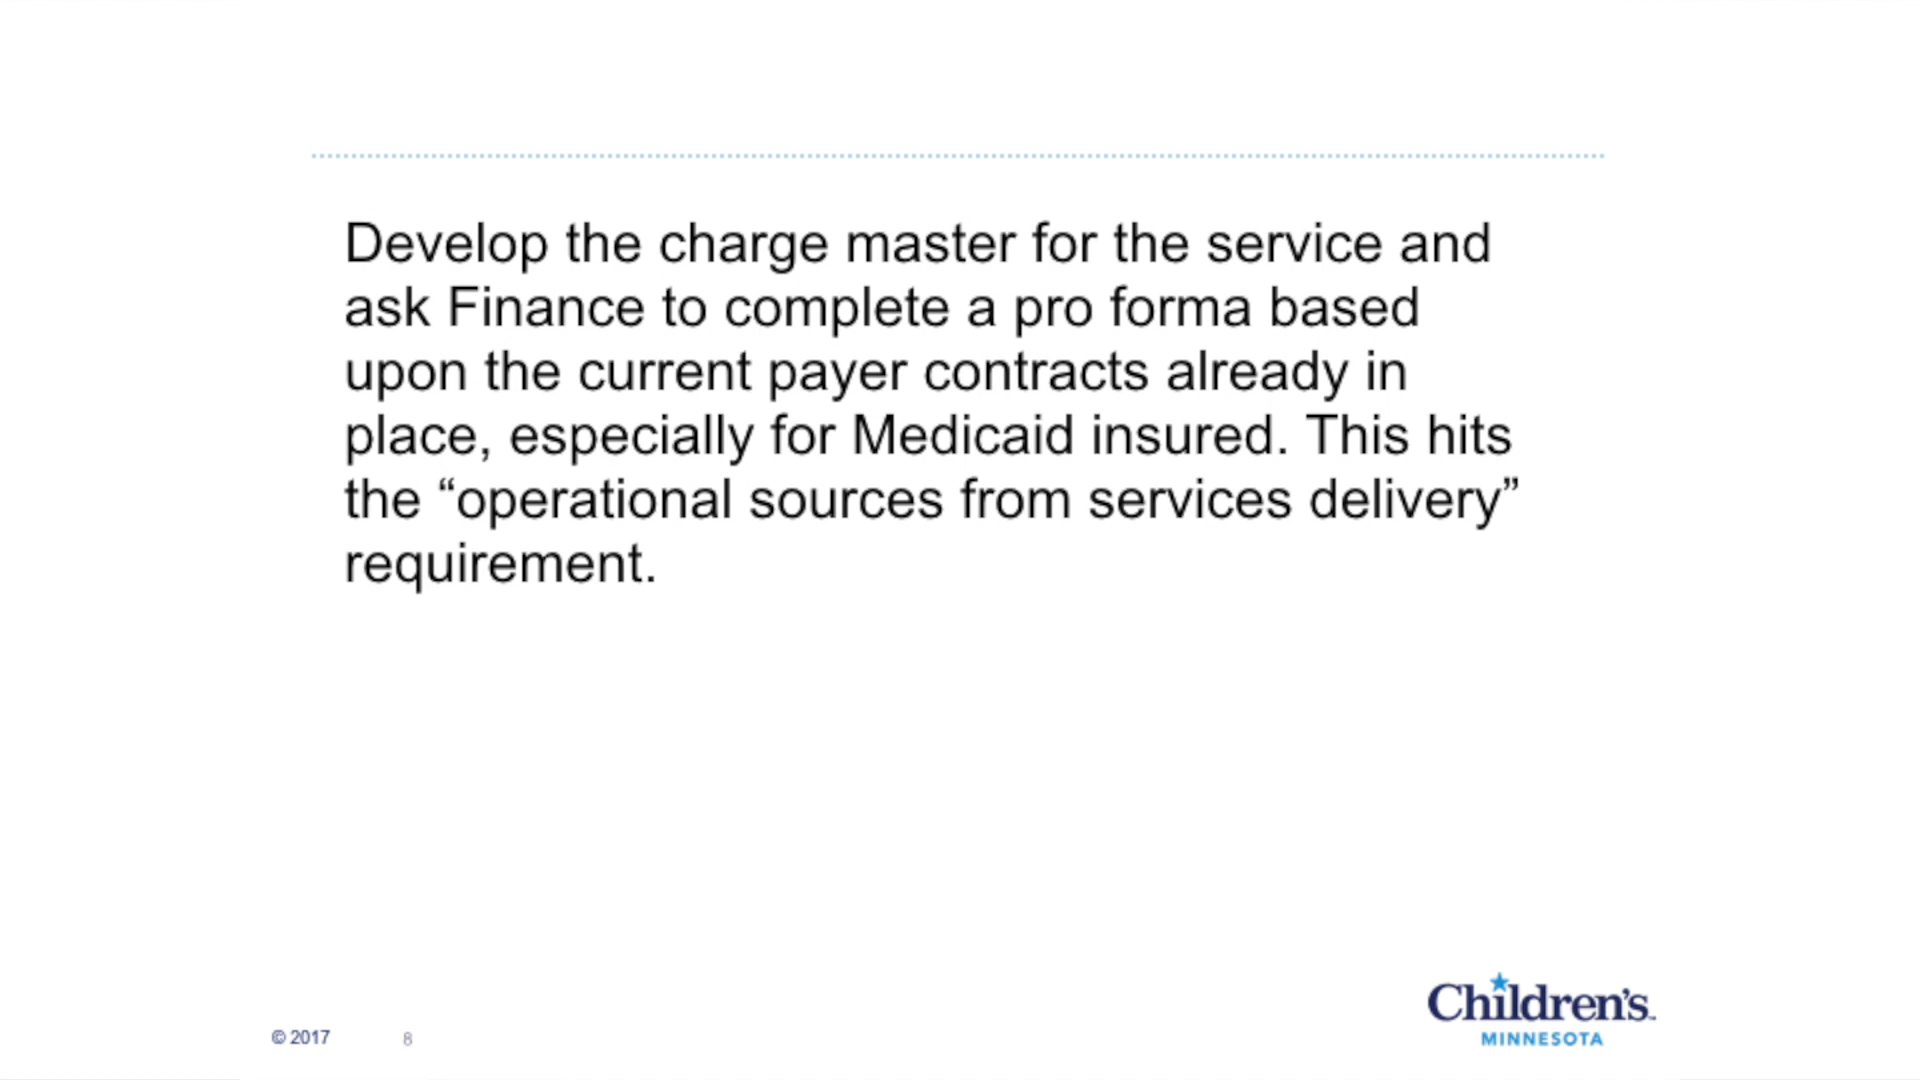 Develop the charge master for the service and
ask Finance to complete a pro forma based
upon the current payer contracts already in
place, especially for Medicaid insured. This hits
the “operational sources from services delivery”
requirement.
© 2017
8
Children's
MINNESOTA